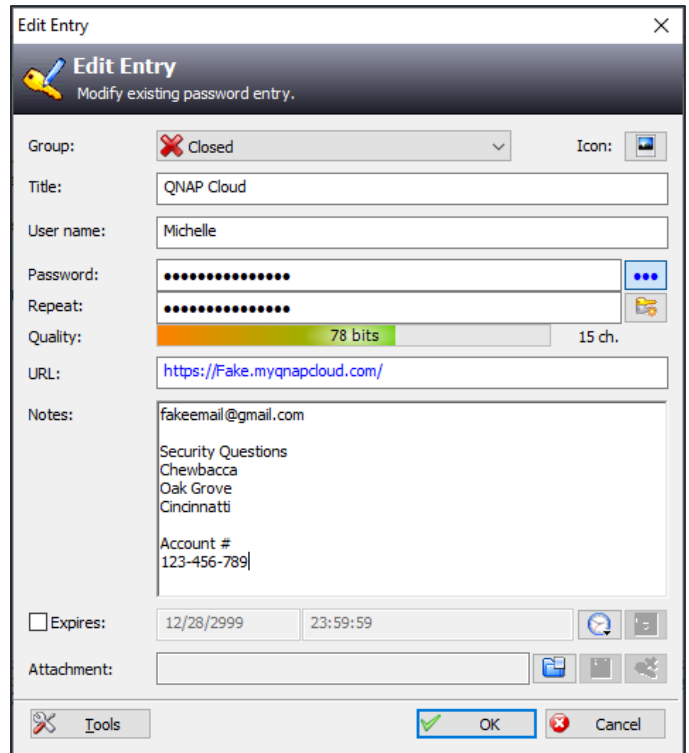 Edit Entry
Edit Entry
Modify existing password entry.
Group: Closed Icon:
Title: QNAP Cloud
User name: Michelle
Password: •••••••••••••••
Repeat: •••••••••••••••
Quality: 78 bits 15 ch.
URL: https://Fake.myqnapcloud.com/
Notes: fakeemail@gmail.com
Security Questions
Chewbacca
Oak Grove
Cincinnatti
Account #
123-456-789
Expires: 12/28/2999 23:59:59
Attachment:
Tools OK Cancel